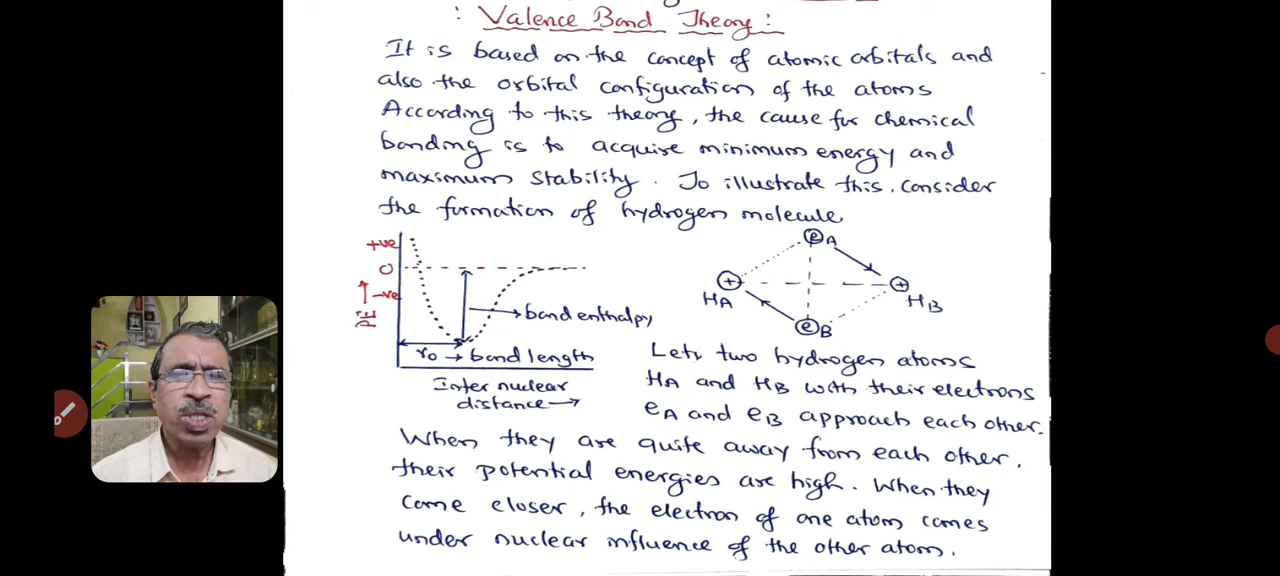 : Valence Bond Theory :
It is based on the concept of atomic orbitals and
also the orbital configuration of the atoms
According to this theory, the cause for chemical
bonding is to acquire minimum energy and
maximum stability. To illustrate this, consider
the formation of hydrogen molecule
+ve
0
-ve
PE
bond enthalpy
r0 → bond length
Inter nuclear
distance →
e A
+ +
HA HB
e B
Let two hydrogen atoms
HA and HB with their electrons
eA and eB approach each other.
When they are quite away from each other,
their potential energies are high. When they
come closer, the electron of one atom comes
under nuclear influence of the other atom.